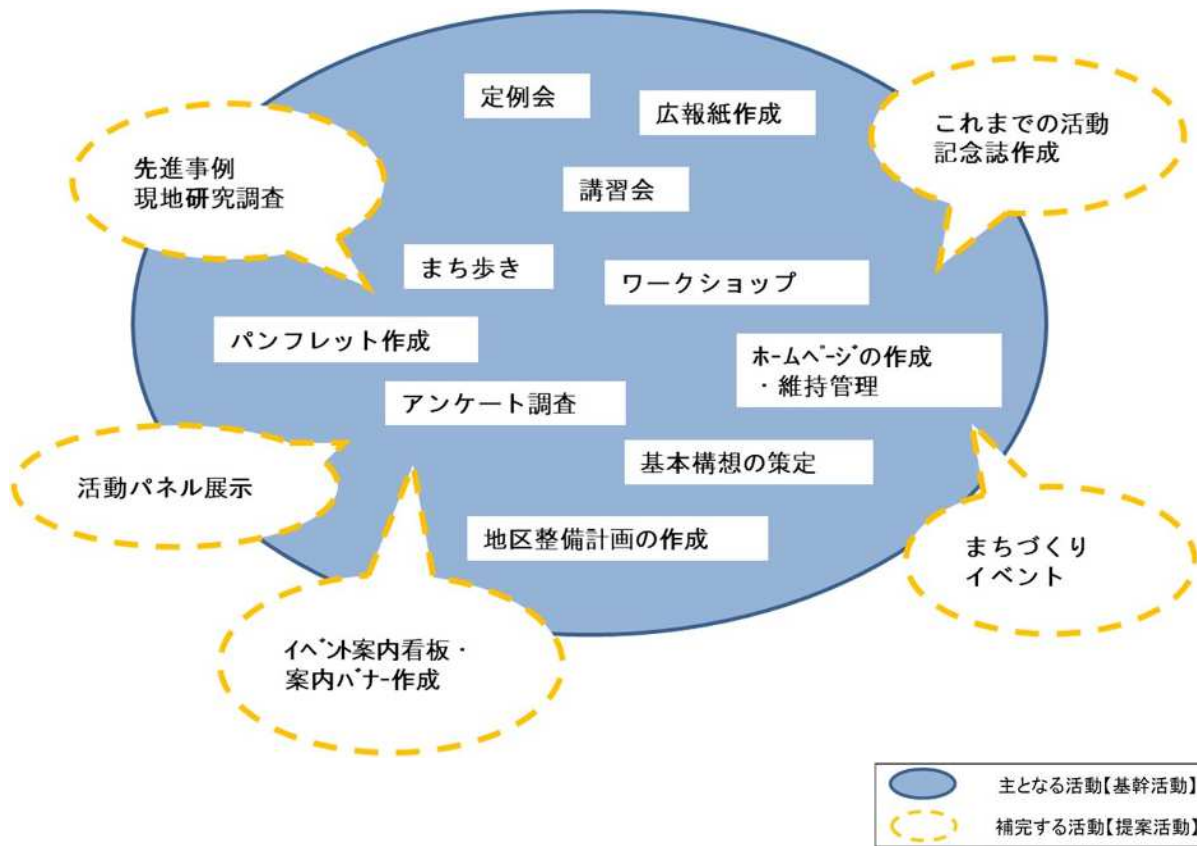 定例会
広報紙作成
これまでの活動
記念誌作成
先進事例
現地研究調査
講習会
まち歩き
ワークショップ
パンフレット作成
ﾎｰﾑﾍﾟｰｼﾞの作成
・維持管理
アンケート調査
基本構想の策定
活動パネル展示
地区整備計画の作成
まちづくり
イベント
ｲﾍﾞﾝﾄ案内看板・
案内ﾊﾞﾅｰ作成
主となる活動【基幹活動】
補完する活動【提案活動】